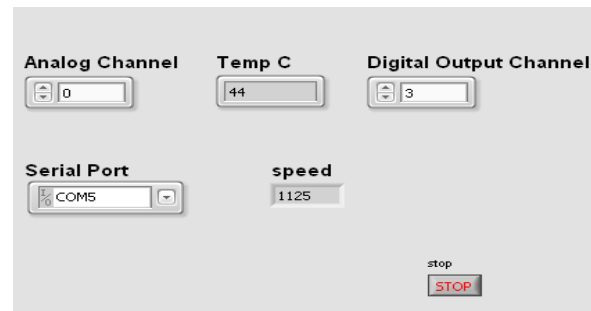 Analog Channel
Temp C
Digital Output Channel
0
44
3
Serial Port
speed
I/O COM5
1125
stop
STOP